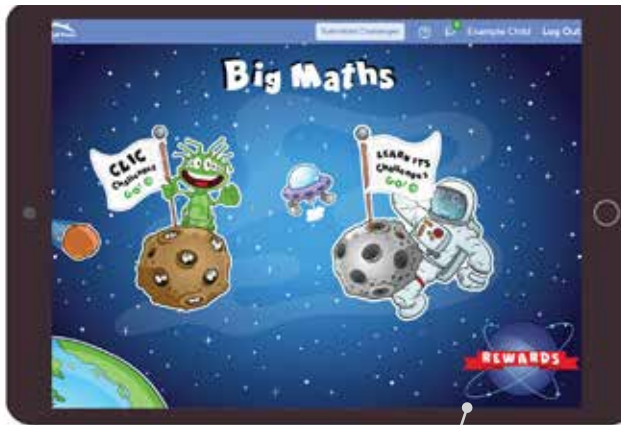 Submitted Challenges
Example Child
Log Out
Big Maths
CLIC
Challenges
GO!
LEARN ITS
Challenges
GO!
REWARDS